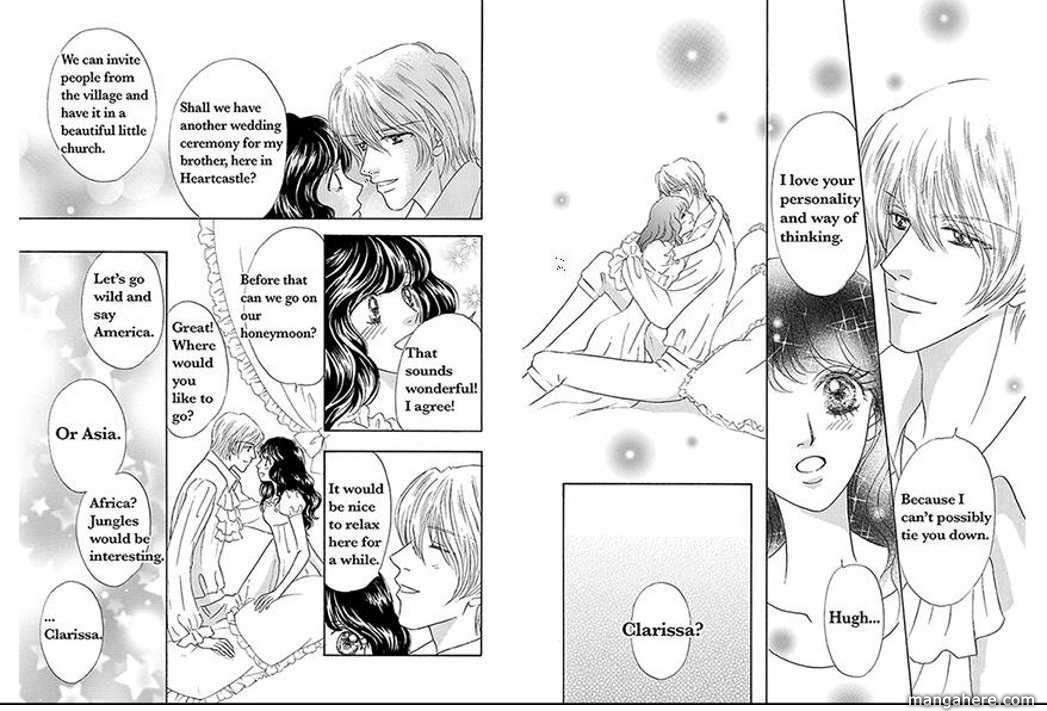 I love your
personality
and way of
thinking.
Because I
can't possibly
tie you down.
Hugh...
Clarissa?
Shall we have
another wedding
ceremony for my
brother, here in
Heartcastle?
We can invite
people from
the village and
have it in a
beautiful little
church.
That
sounds
wonderful!
I agree!
Before that
can we go on
our
honeymoon?
It would
be nice
to relax
here for
a while.
Great!
Where
would
you
like to
go?
Let's go
wild and
say
America.
Or Asia.
Africa?
Jungles
would be
interesting.
...
Clarissa.
mangahere.com